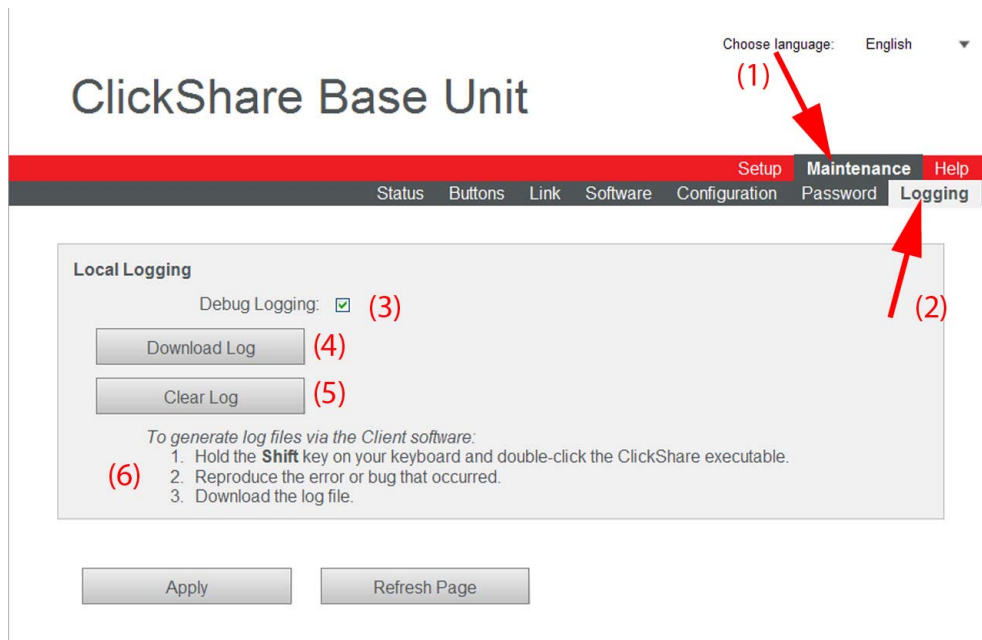 Choose language: English
(1)
ClickShare Base Unit
Setup Maintenance Help
Status Buttons Link Software Configuration Password Logging
Local Logging
Debug Logging: (3)
(2)
Download Log (4)
Clear Log (5)
To generate log files via the Client software:
1. Hold the Shift key on your keyboard and double-click the ClickShare executable.
(6) 2. Reproduce the error or bug that occurred.
3. Download the log file.
Apply Refresh Page